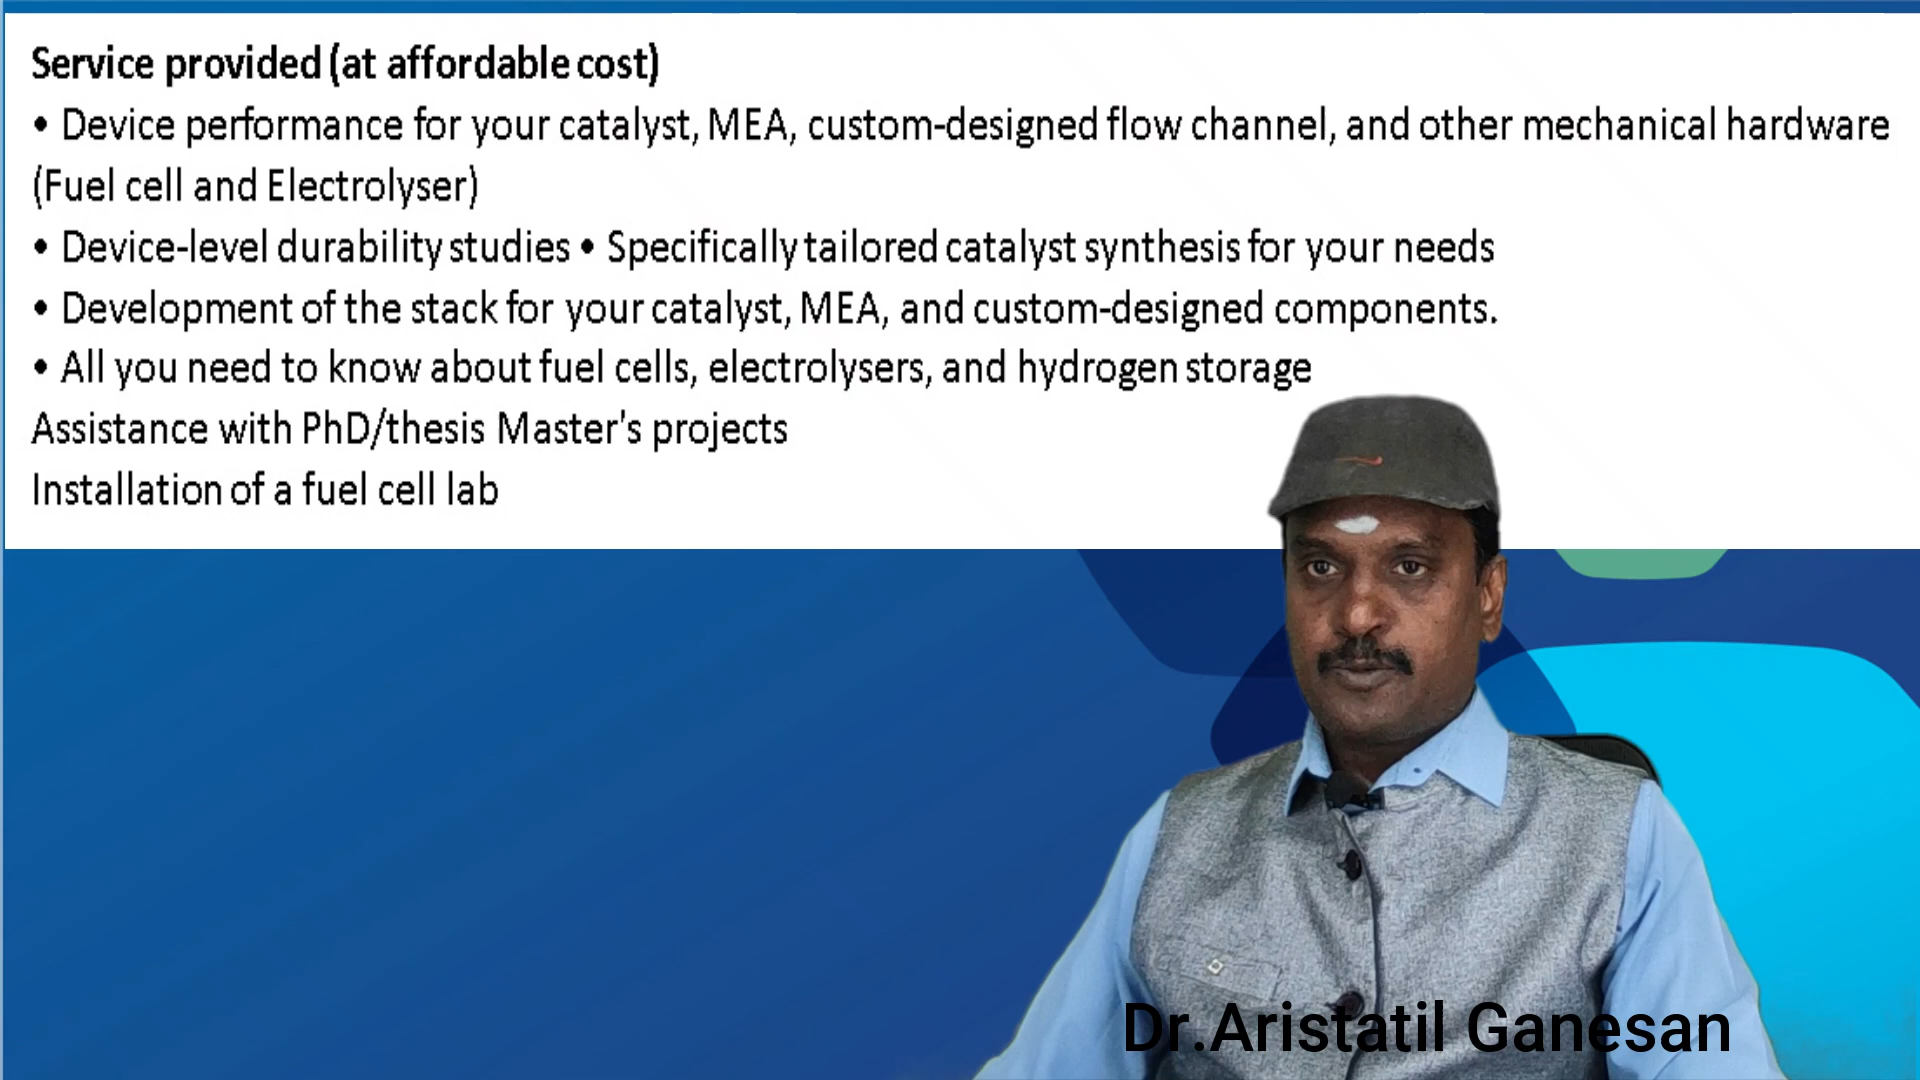 Service provided (at affordable cost)
• Device performance for your catalyst, MEA, custom-designed flow channel, and other mechanical hardware
(Fuel cell and Electrolyser)
• Device-level durability studies • Specifically tailored catalyst synthesis for your needs
• Development of the stack for your catalyst, MEA, and custom-designed components.
• All you need to know about fuel cells, electrolysers, and hydrogen storage
Assistance with PhD/thesis Master's projects
Installation of a fuel cell lab
Dr.Aristatil Ganesan